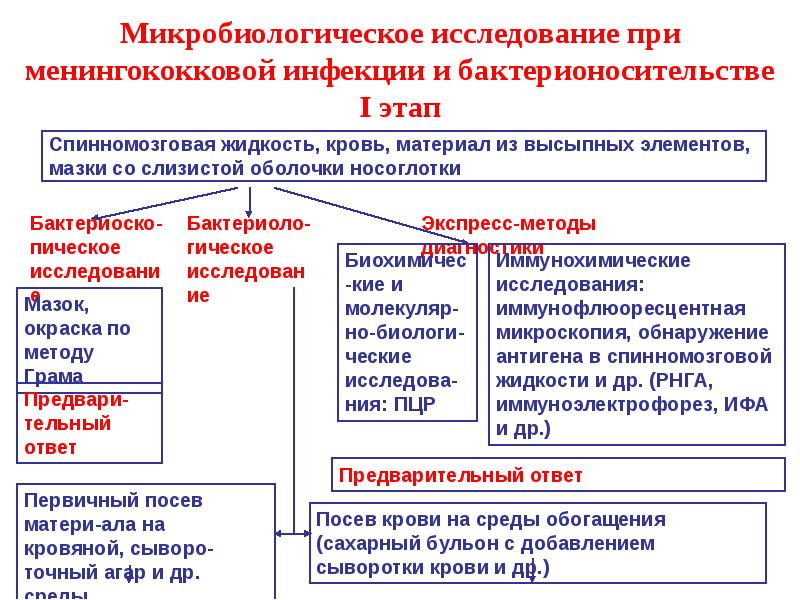 Микробиологическое исследование при
менингококковой инфекции и бактерионосительстве
I этап
Спинномозговая жидкость, кровь, материал из высыпных элементов,
мазки со слизистой оболочки носоглотки
Бактериоско-
пическое
исследовани
е
Бактериоло-
гическое
исследован
ие
Экспресс-методы
диагностики
Мазок,
окраска по
методу
Грама
Предвари-
тельный
ответ
Биохимичес
-кие и
молекуляр-
но-биологи-
ческие
исследова-
ния: ПЦР
Иммунохимические
исследования:
иммунофлюоресцентная
микроскопия, обнаружение
антигена в спинномозговой
жидкости и др. (РНГА,
иммуноэлектрофорез, ИФА
и др.)
Предварительный ответ
Первичный посев
матери-ала на
кровяной, сыворо-
точный агар и др.
среды
Посев крови на среды обогащения
(сахарный бульон с добавлением
сыворотки крови и др.)